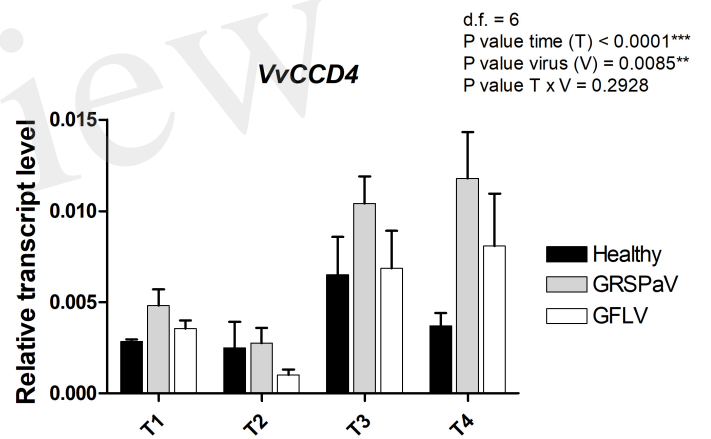 d.f. = 6
P value time (T) < 0.0001***
P value virus (V) = 0.0085**
P value T x V = 0.2928
VvCCD4
Relative transcript level
0.015
0.010
0.005
0.000
T1 T2 T3 T4
Healthy
GRSPaV
GFLV
iew